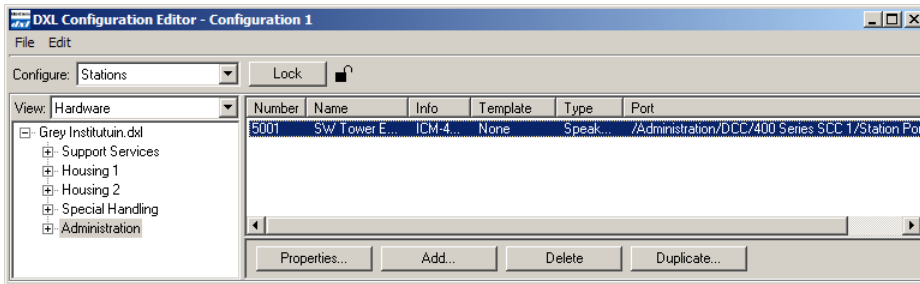 DXL Configuration Editor - Configuration 1
File Edit
Configure: Stations Lock
View: Hardware
Number Name Info Template Type Port
5001 SW Tower E... ICM-4... None Speak... /Administration/DCC/400 Series SCC 1/Station Po
Grey Institutuin.dxl
Support Services
Housing 1
Housing 2
Special Handling
Administration
Properties... Add... Delete Duplicate...